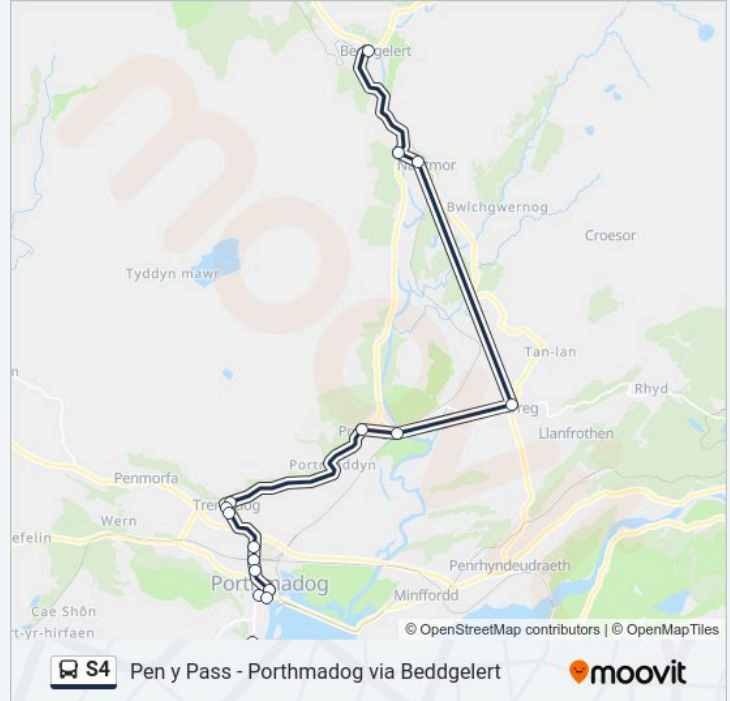 Beddgelert
Nantmor
Bwlchgwernog
Croesor
Tyddyn mawr
Tan-lan
Rhyd
Llanfrothen
Penmorfa
Wern
Penrhyndeudraeth
Porthmadog
Minffordd
Cae Shôn
© OpenStreetMap contributors | © OpenMapTiles
S4 Pen y Pass - Porthmadog via Beddgelert moovit